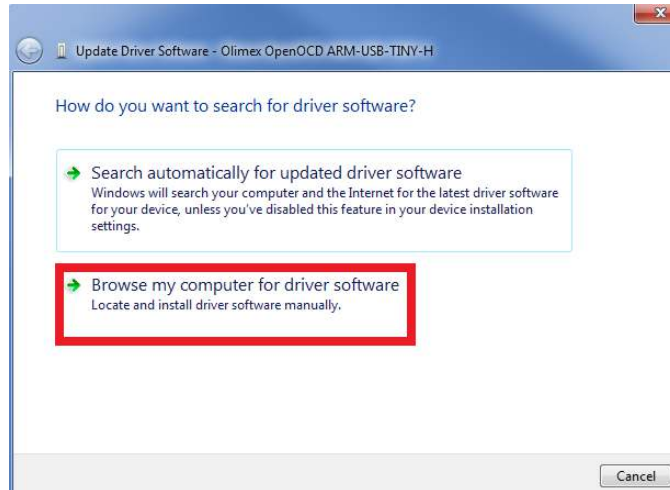 Update Driver Software - Olimex OpenOCD ARM-USB-TINY-H
How do you want to search for driver software?
Search automatically for updated driver software
Windows will search your computer and the Internet for the latest driver software
for your device, unless you've disabled this feature in your device installation
settings.
Browse my computer for driver software
Locate and install driver software manually.
Cancel